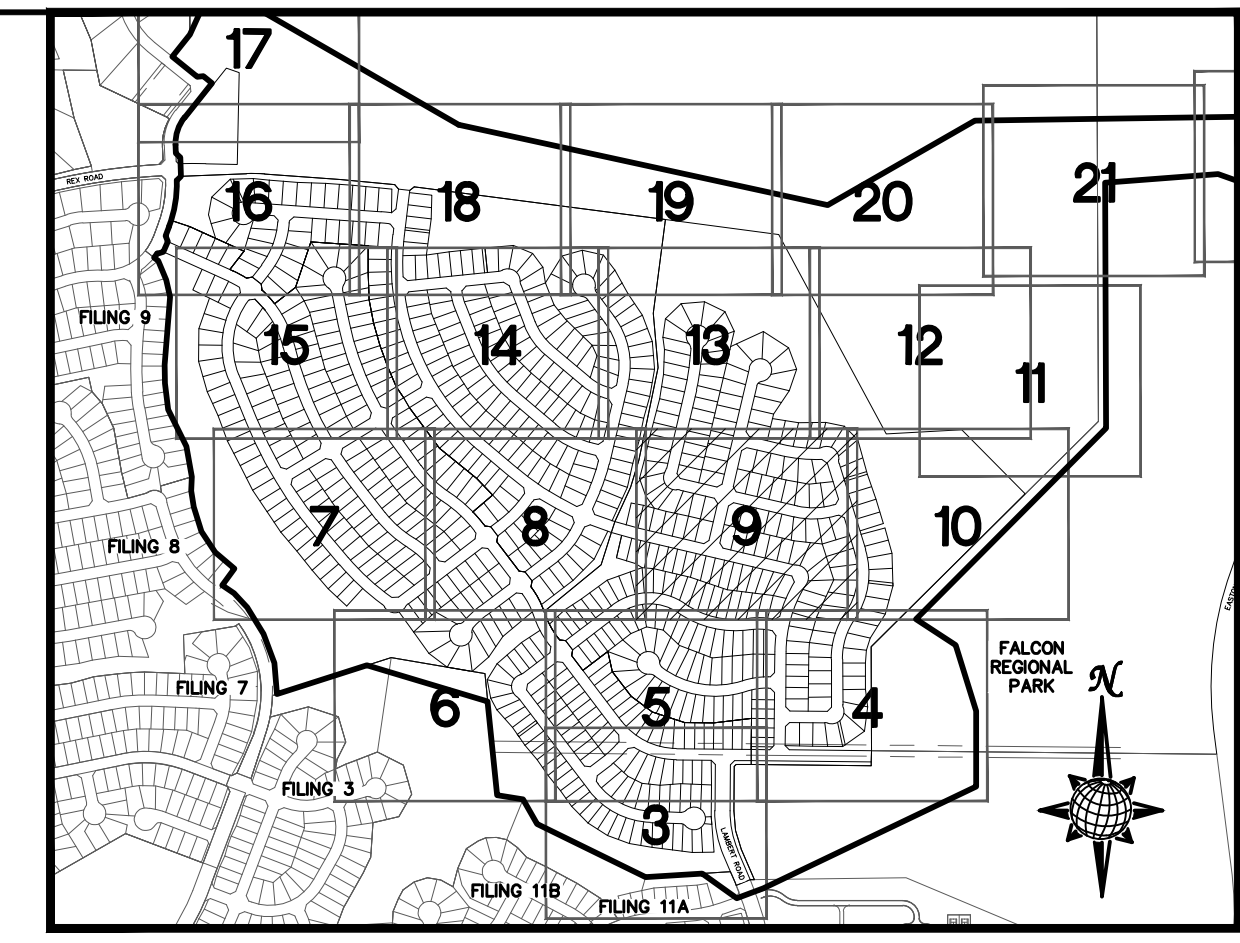 17
REX ROAD
16
18
19
20
21
FILING 9
15
14
13
12
11
7
8
9
10
FILING 8
FALCON
REGIONAL
PARK
N
FILING 7
6
5
4
FILING 3
3
LAMBERT ROAD
FILING 11B
FILING 11A